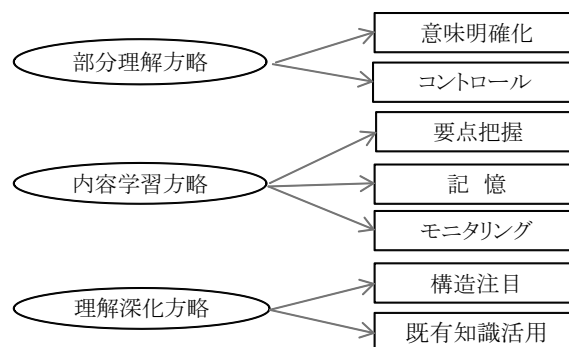 部分理解方略
意味明確化
コントロール
内容学習方略
要点把握
記 憶
モニタリング
理解深化方略
構造注目
既有知識活用